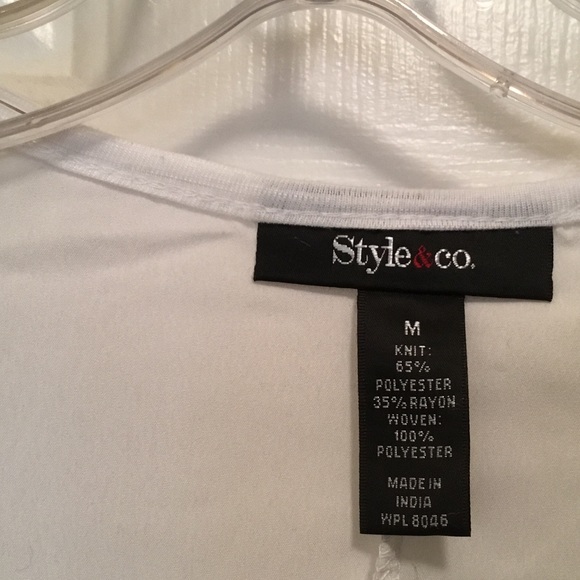 Style&co.
M
KNIT:
65%
POLYESTER
35% RAYON
WOVEN:
100%
POLYESTER
MADE IN
INDIA
WPL 8046